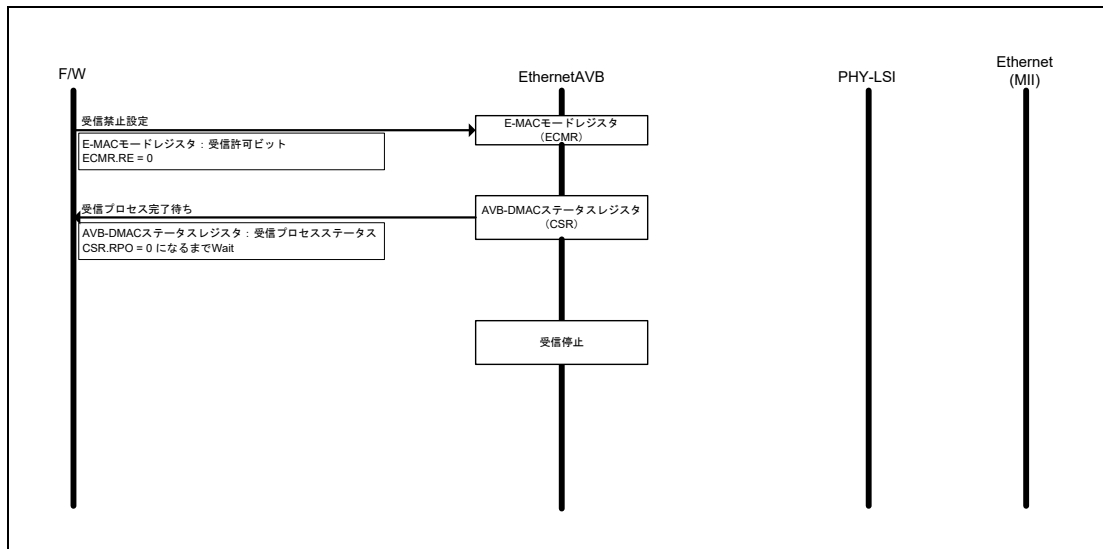 F/W
EthernetAVB
PHY-LSI
Ethernet
(MII)
受信禁止設定
E-MACモードレジスタ
（ECMR）
E-MACモードレジスタ：受信許可ビット
ECMR.RE = 0
受信プロセス完了待ち
AVB-DMACステータスレジスタ
（CSR）
AVB-DMACステータスレジスタ：受信プロセスステータス
CSR.RPO = 0 になるまでWait
受信停止